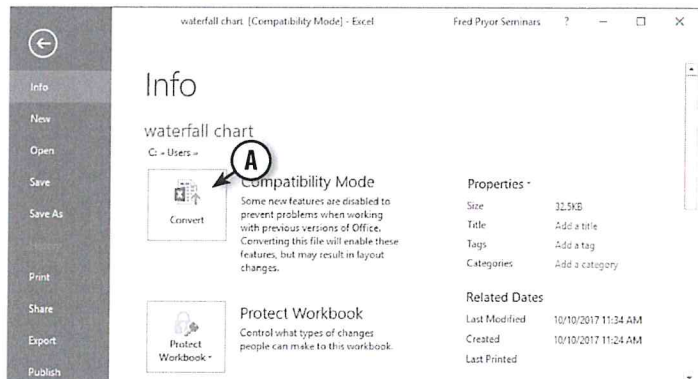 waterfall chart [Compatibility Mode] - Excel
Fred Pryor Seminars
?
Info
New
Open
Save
Save As
History
Print
Share
Export
Publish
Info
waterfall chart
C: » Users »
A
Convert
Compatibility Mode
Some new features are disabled to
prevent problems when working
with previous versions of Office.
Converting this file will enable these
features, but may result in layout
changes.
Protect
Workbook
Protect Workbook
Control what types of changes
people can make to this workbook.
Properties
Size 32.5KB
Title Add a title
Tags Add a tag
Categories Add a category
Related Dates
Last Modified 10/10/2017 11:34 AM
Created 10/10/2017 11:24 AM
Last Printed